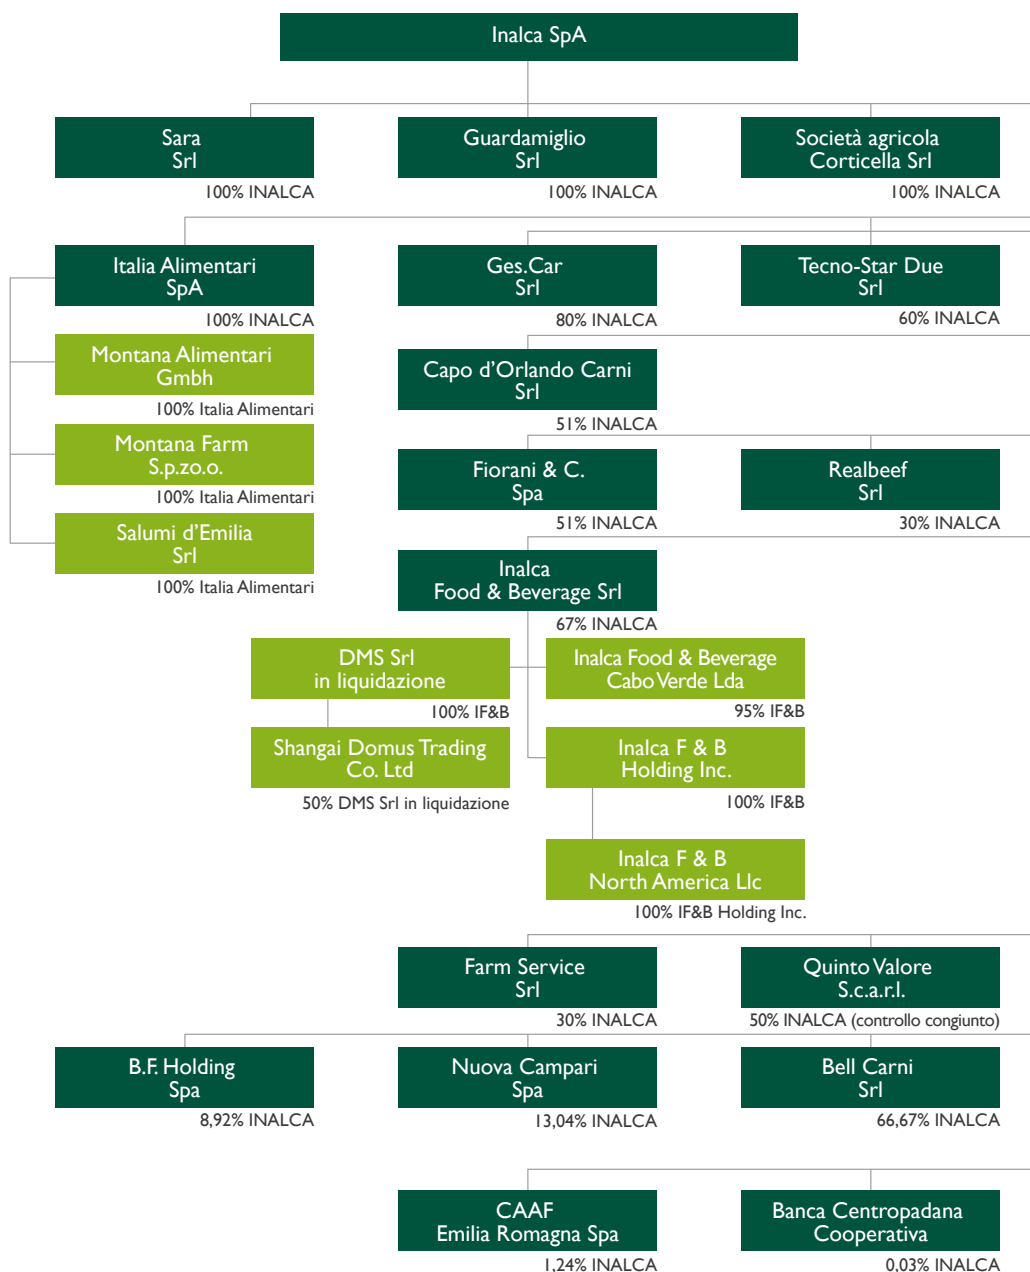 Inalca SpA
Sara
Srl
100% INALCA
Guardamiglio
Srl
100% INALCA
Società agricola
Corticella Srl
100% INALCA
Italia Alimentari
SpA
100% INALCA
Ges.Car
Srl
80% INALCA
Tecno-Star Due
Srl
60% INALCA
Montana Alimentari
Gmbh
100% Italia Alimentari
Montana Farm
S.p.zo.o.
100% Italia Alimentari
Salumi d'Emilia
Srl
100% Italia Alimentari
Capo d'Orlando Carni
Srl
51% INALCA
Fiorani & C.
Spa
51% INALCA
Realbeef
Srl
30% INALCA
Inalca
Food & Beverage Srl
67% INALCA
DMS Srl
in liquidazione
100% IF&B
Inalca Food & Beverage
Cabo Verde Lda
95% IF&B
Shangai Domus Trading
Co. Ltd
50% DMS Srl in liquidazione
Inalca F & B
Holding Inc.
100% IF&B
Inalca F & B
North America Llc
100% IF&B Holding Inc.
Farm Service
Srl
30% INALCA
Quinto Valore
S.c.a.r.l.
50% INALCA (controllo congiunto)
B.F. Holding
Spa
8,92% INALCA
Nuova Campari
Spa
13,04% INALCA
Bell Carni
Srl
66,67% INALCA
CAAF
Emilia Romagna Spa
1,24% INALCA
Banca Centropadana
Cooperativa
0,03% INALCA